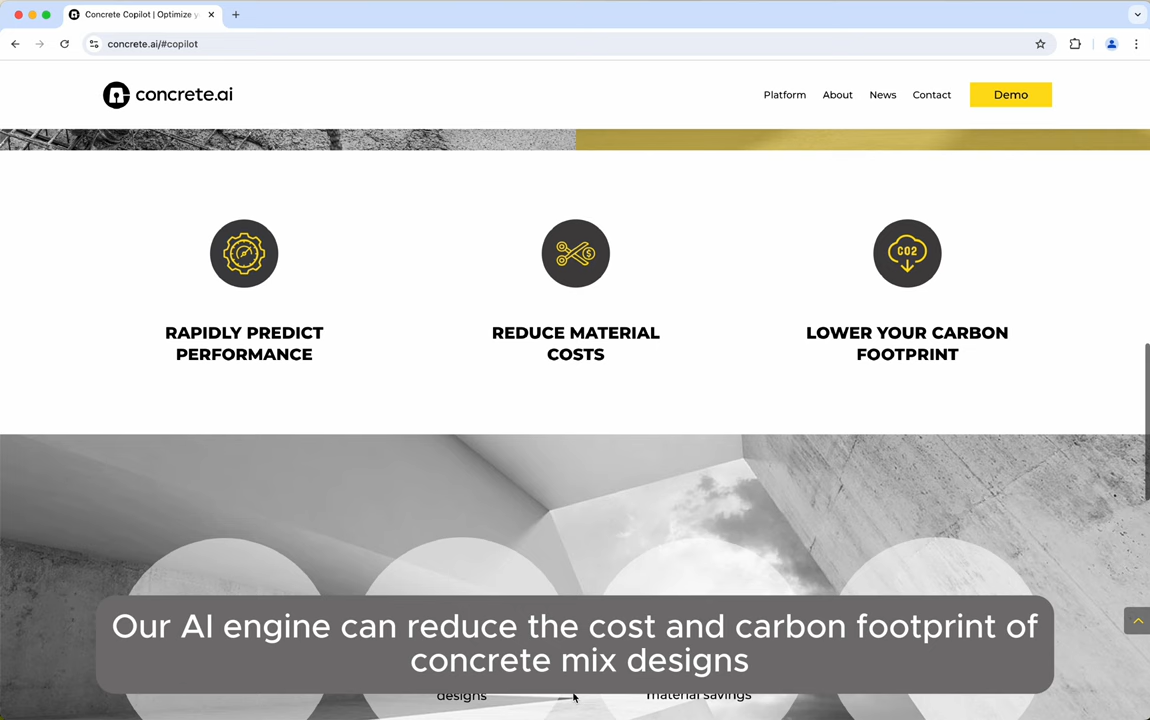 Concrete Copilot | Optimize y
concrete.ai/#copilot
concrete.ai
Platform About News Contact Demo
RAPIDLY PREDICT
PERFORMANCE
REDUCE MATERIAL
COSTS
CO2
LOWER YOUR CARBON
FOOTPRINT
Our AI engine can reduce the cost and carbon footprint of
concrete mix designs
designs
material savings